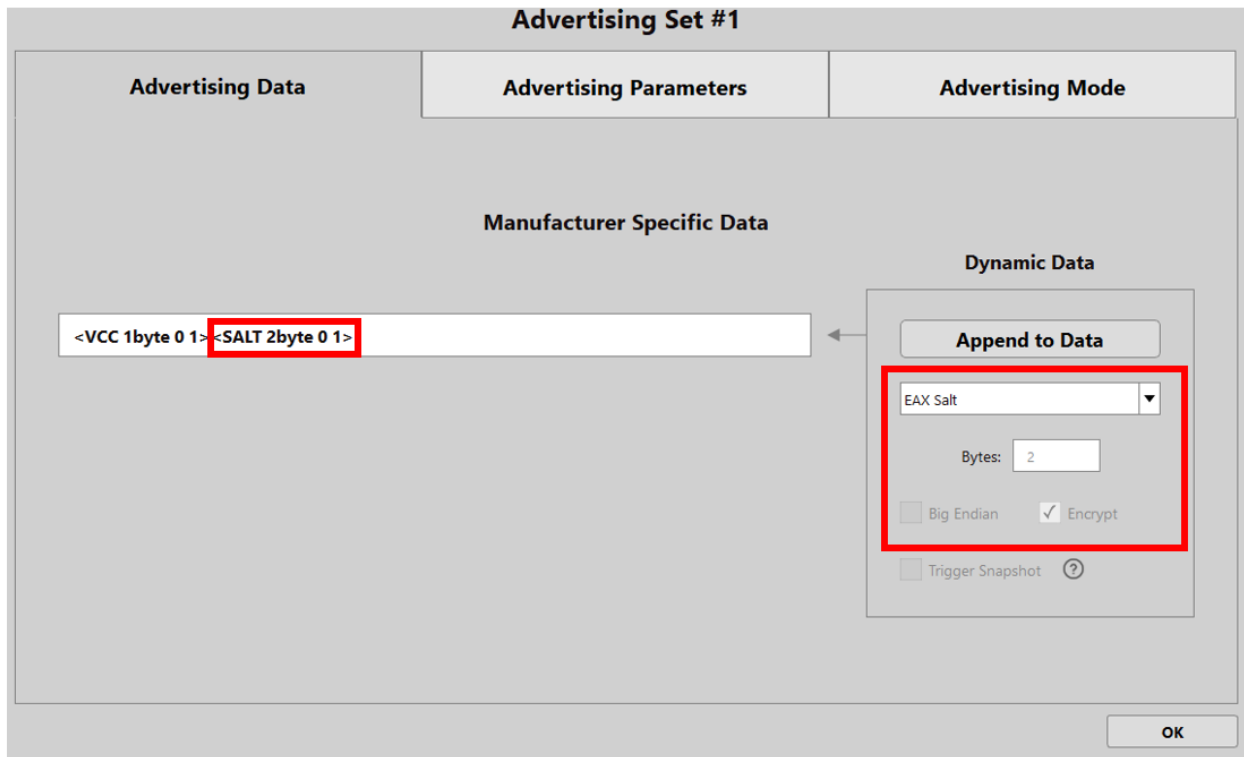 Advertising Set #1
Advertising Data
Advertising Parameters
Advertising Mode
Manufacturer Specific Data
Dynamic Data
<VCC 1byte 0 1><SALT 2byte 0 1>
Append to Data
EAX Salt
Bytes: 2
Big Endian
Encrypt
Trigger Snapshot ?
OK